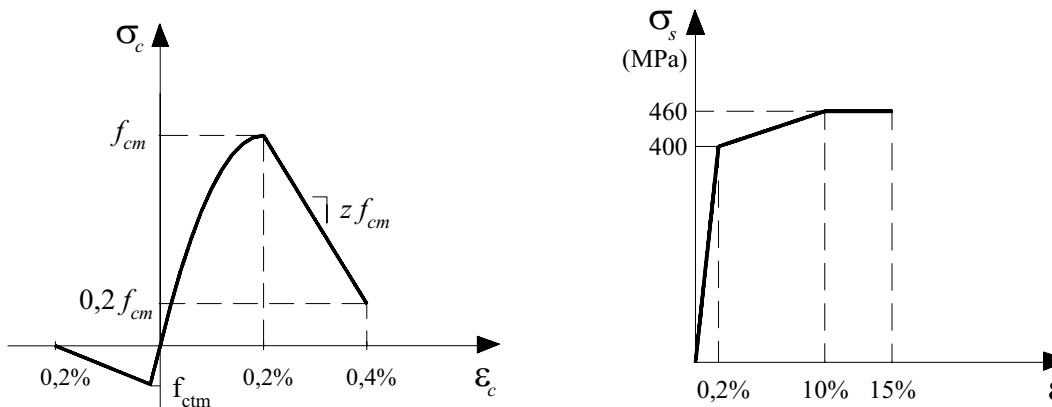 σc
fcm
z fcm
0,2 fcm
0,2%
fctm
0,2%
0,4%
εc
σs
(MPa)
460
400
0,2%
10%
15%
ε